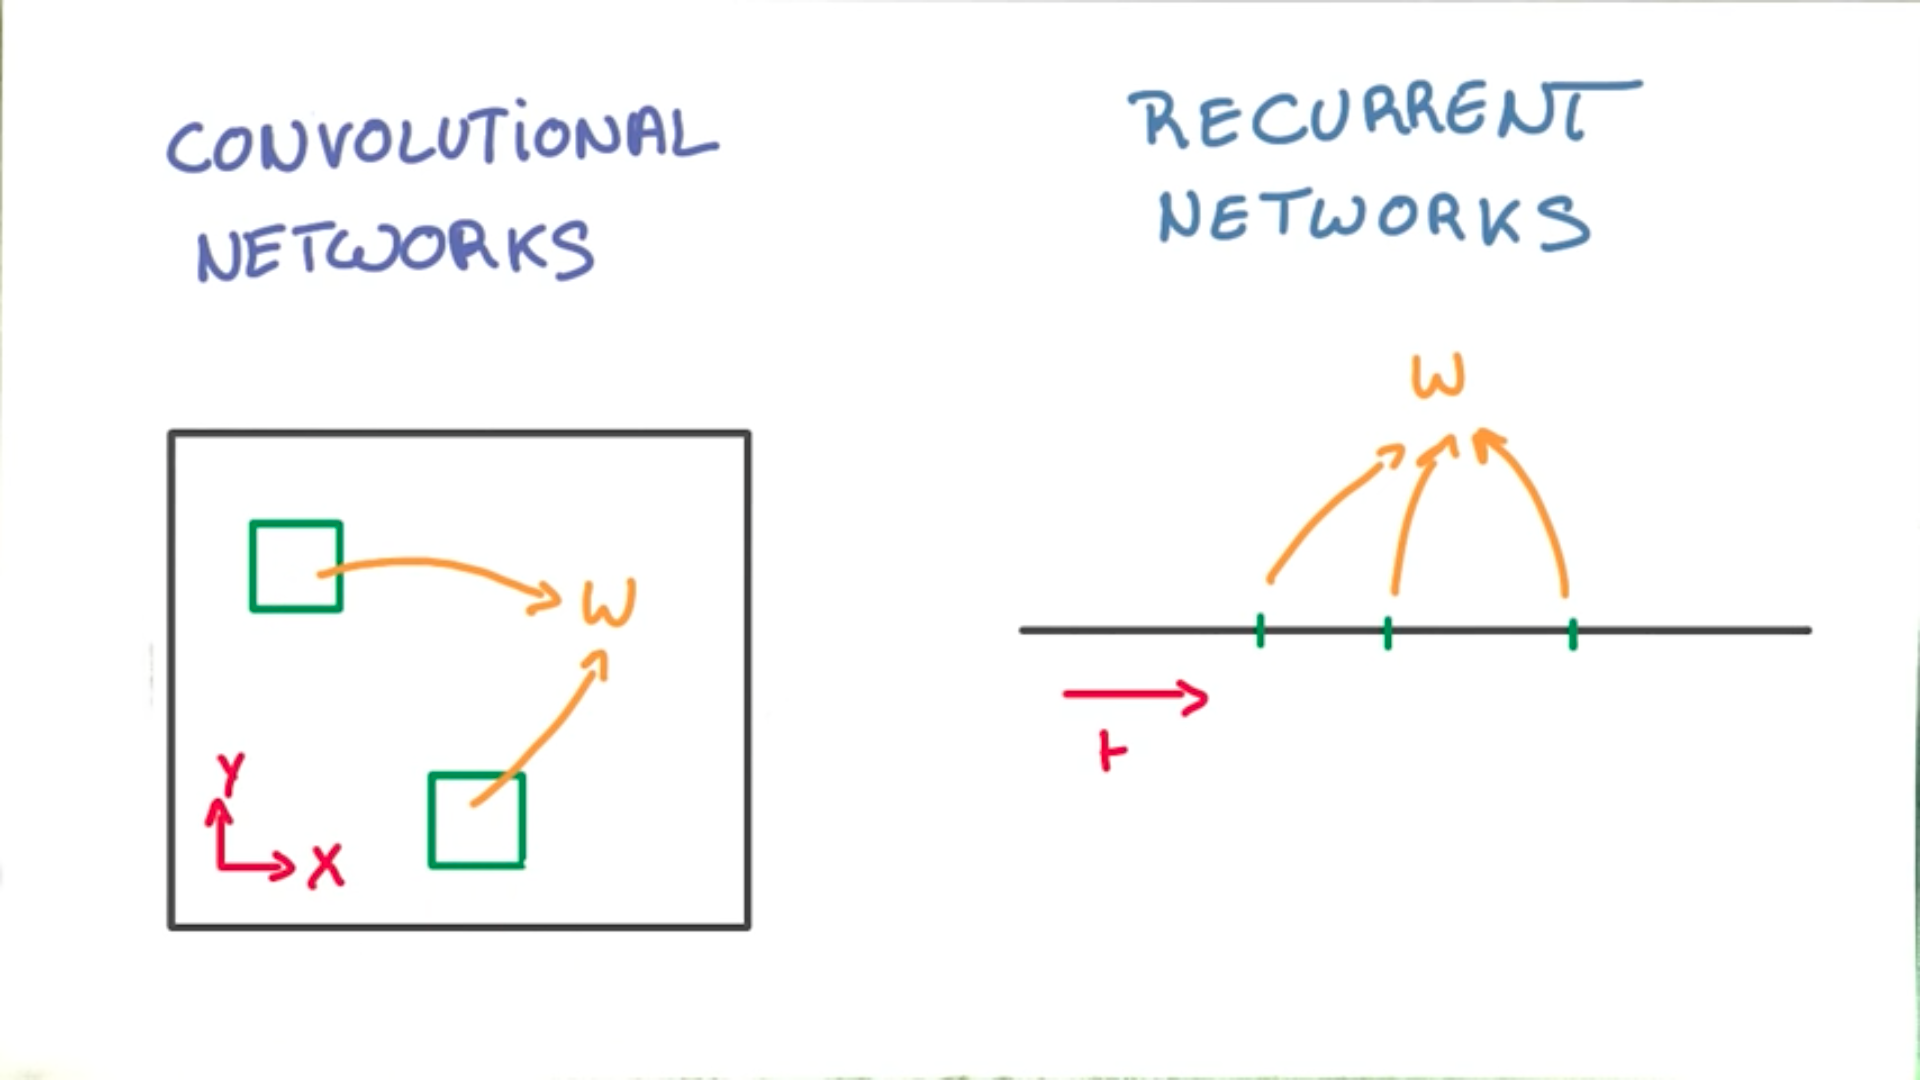 CONVOLUTIONAL
NETWORKS
W
Y
X
RECURRENT
NETWORKS
W
t